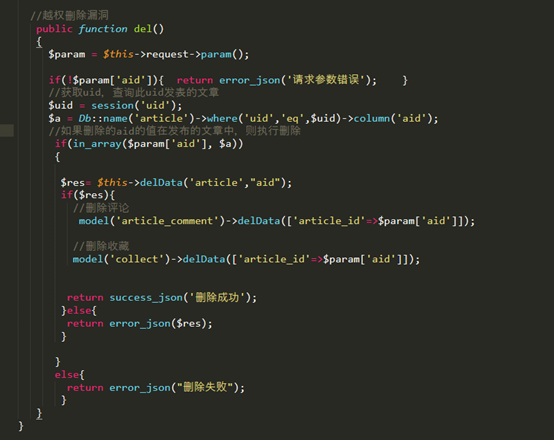 //越权删除漏洞
public function del()
{
$param = $this->request->param();
if(!$param['aid']){ return error_json('请求参数错误'); }
//获取uid，查询此uid发表的文章
$uid = session('uid');
$a = Db::name('article')->where('uid','eq',$uid)->column('aid');
//如果删除的aid的值在发布的文章中，则执行删除
if(in_array($param['aid'], $a))
{
$res= $this->delData('article',"aid");
if($res){
//删除评论
model('article_comment')->delData(['article_id'=>$param['aid']]);
//删除收藏
model('collect')->delData(['article_id'=>$param['aid']]);
return success_json('删除成功');
}else{
return error_json($res);
}
}
else{
return error_json("删除失败");
}
}
}